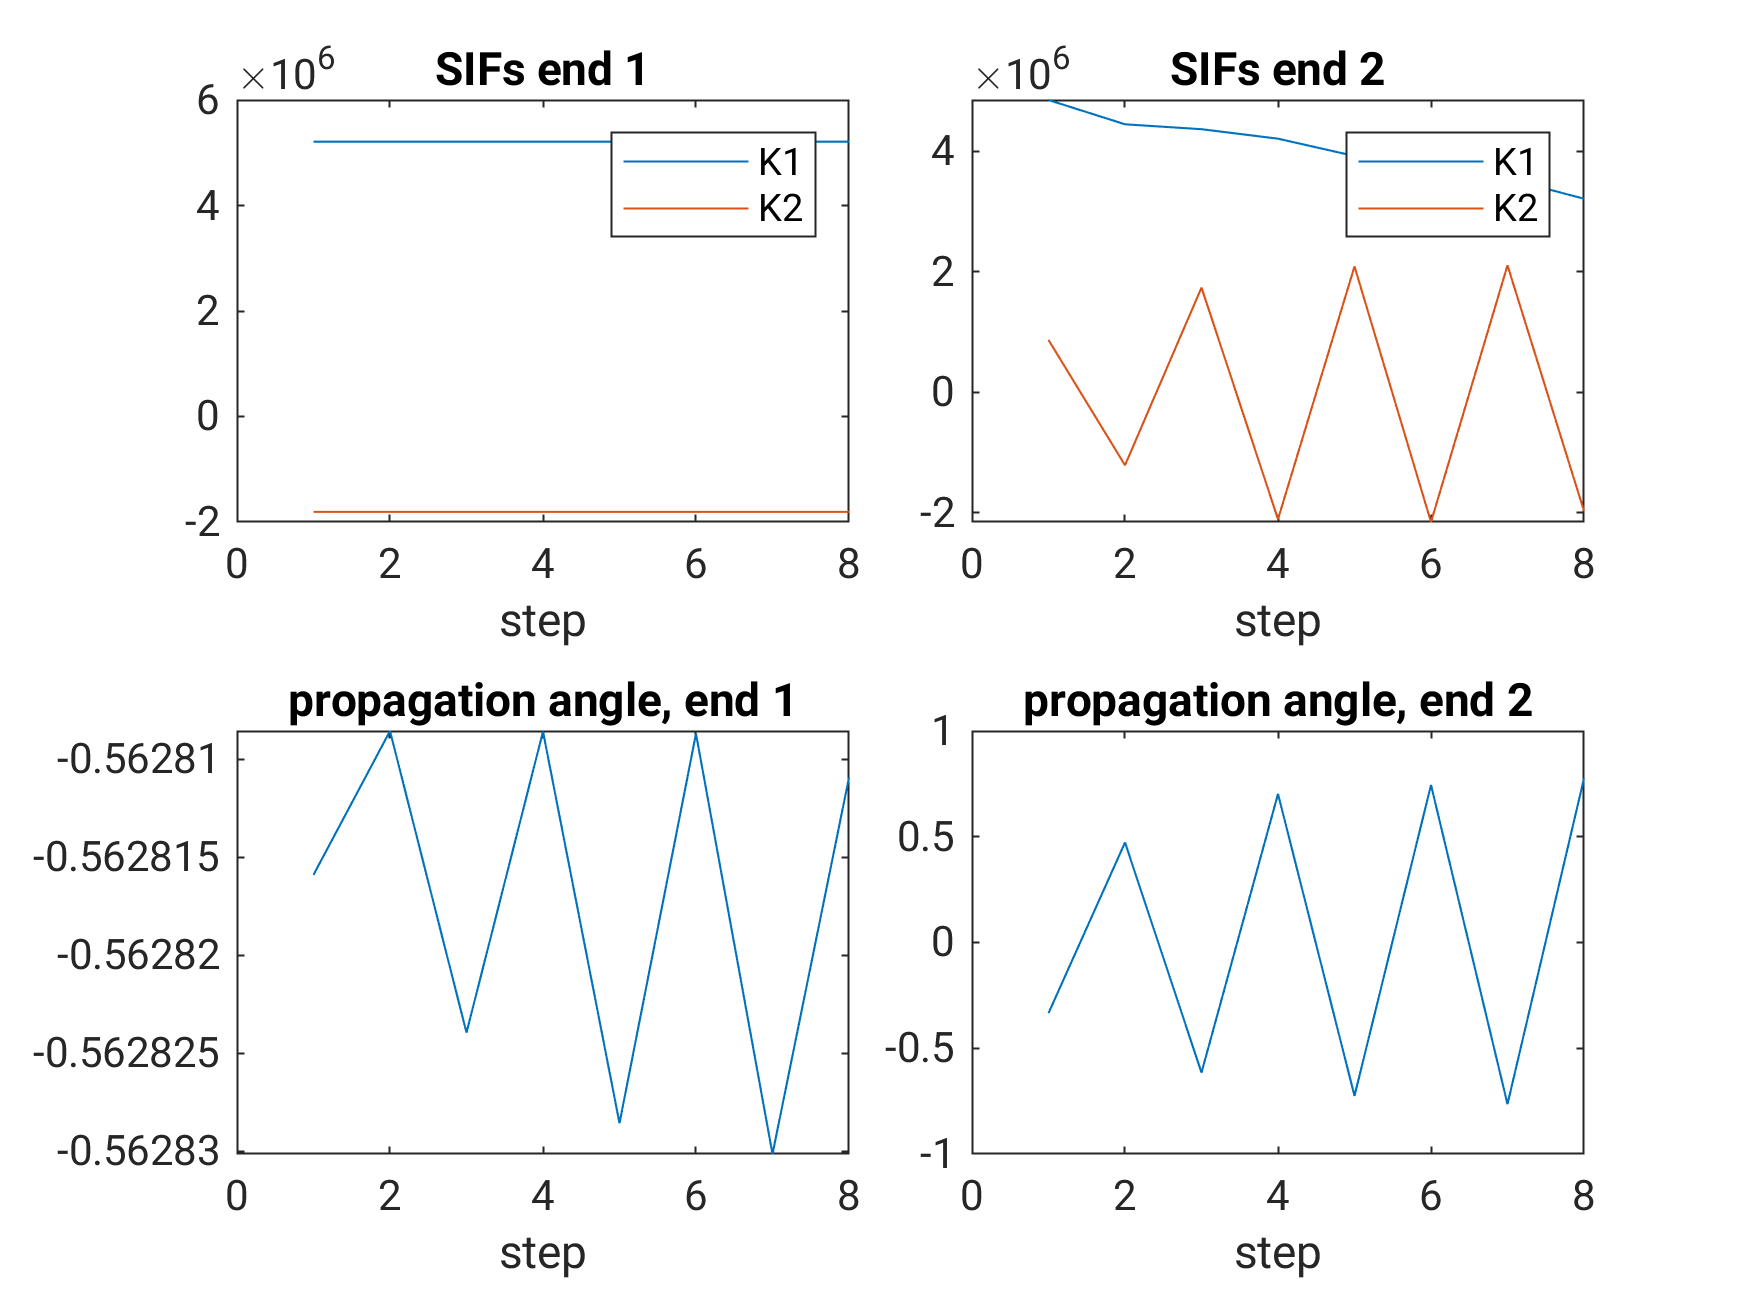 ×10^6
SIFs end 1
6
4
2
0
-2
K1
K2
0 2 4 6 8
step
×10^6
SIFs end 2
4
2
0
-2
K1
K2
0 2 4 6 8
step
propagation angle, end 1
-0.56281
-0.562815
-0.56282
-0.562825
-0.56283
0 2 4 6 8
step
propagation angle, end 2
1
0.5
0
-0.5
-1
0 2 4 6 8
step